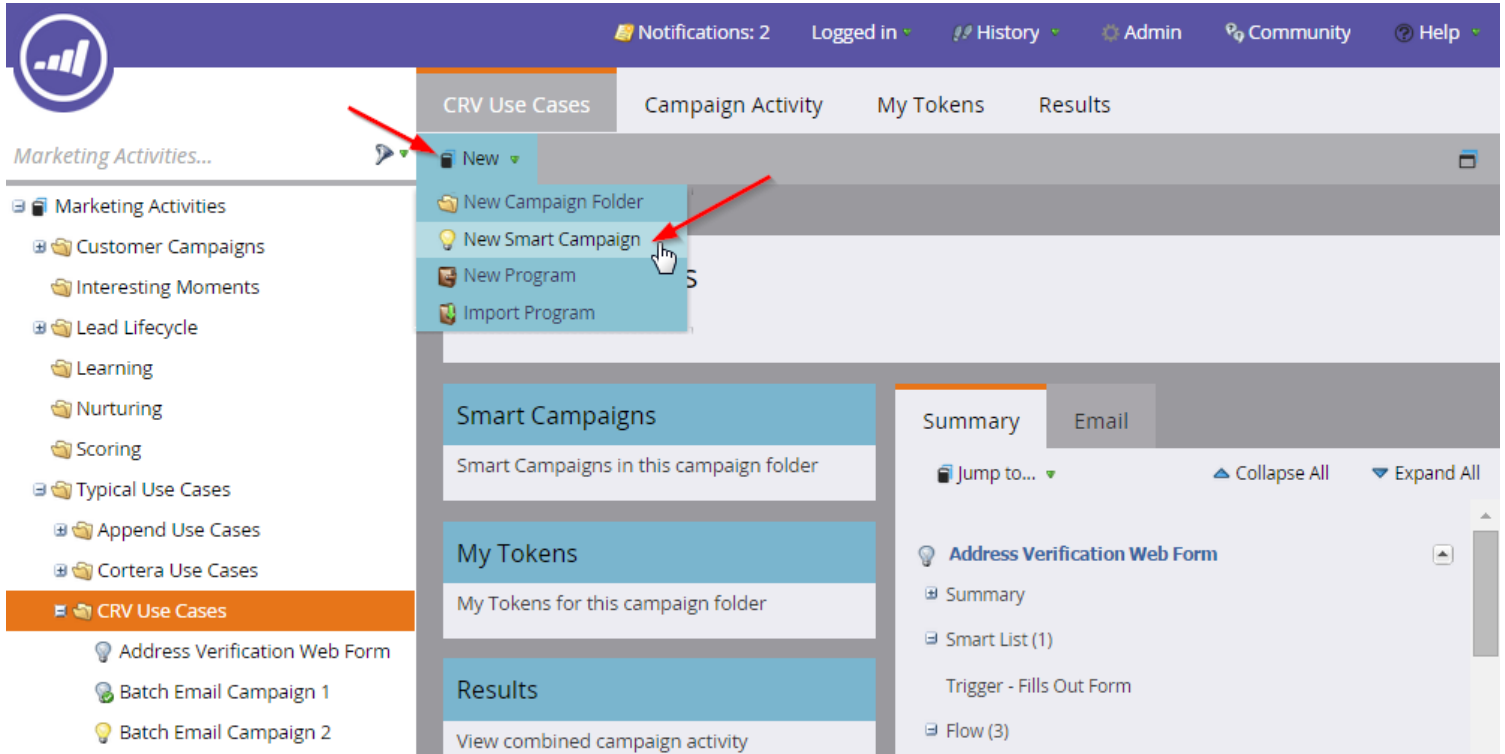 Notifications: 2 Logged in History Admin Community Help
CRV Use Cases Campaign Activity My Tokens Results
Marketing Activities...
New
Marketing Activities
Customer Campaigns
Interesting Moments
Lead Lifecycle
Learning
Nurturing
Scoring
Typical Use Cases
Append Use Cases
Cortera Use Cases
CRV Use Cases
Address Verification Web Form
Batch Email Campaign 1
Batch Email Campaign 2
New Campaign Folder
New Smart Campaign
New Program
Import Program
s
Smart Campaigns
Smart Campaigns in this campaign folder
My Tokens
My Tokens for this campaign folder
Results
View combined campaign activity
Summary Email
Jump to... Collapse All Expand All
Address Verification Web Form
Summary
Smart List (1)
Trigger - Fills Out Form
Flow (3)